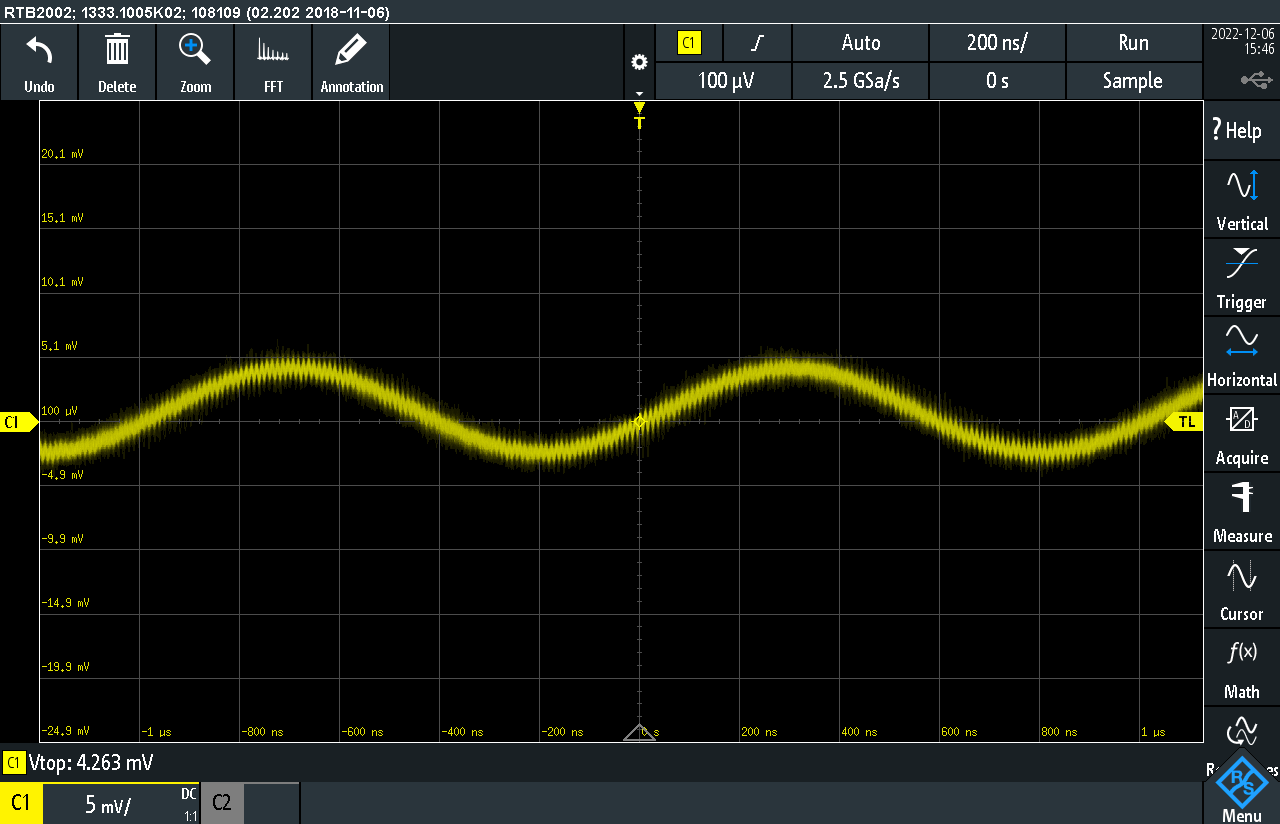 RTB2002; 1333.1005K02; 108109 (02.202 2018-11-06)
Undo
Delete
Zoom
FFT
Annotation
C1
Auto
200 ns/
Run
100 µV
2.5 GSa/s
0 s
Sample
2022-12-06
15:46
T
20.1 mV
15.1 mV
10.1 mV
5.1 mV
100 µV
-4.9 mV
-9.9 mV
-14.9 mV
-19.9 mV
-24.9 mV
C1
TL
-1 µs
-800 ns
-600 ns
-400 ns
-200 ns
0 s
200 ns
400 ns
600 ns
800 ns
1 µs
? Help
Vertical
Trigger
Horizontal
A/D
Acquire
Measure
Cursor
f(x)
Math
R/S
Menu
C1 Vtop: 4.263 mV
C1
5 mV/
DC
1:1
C2